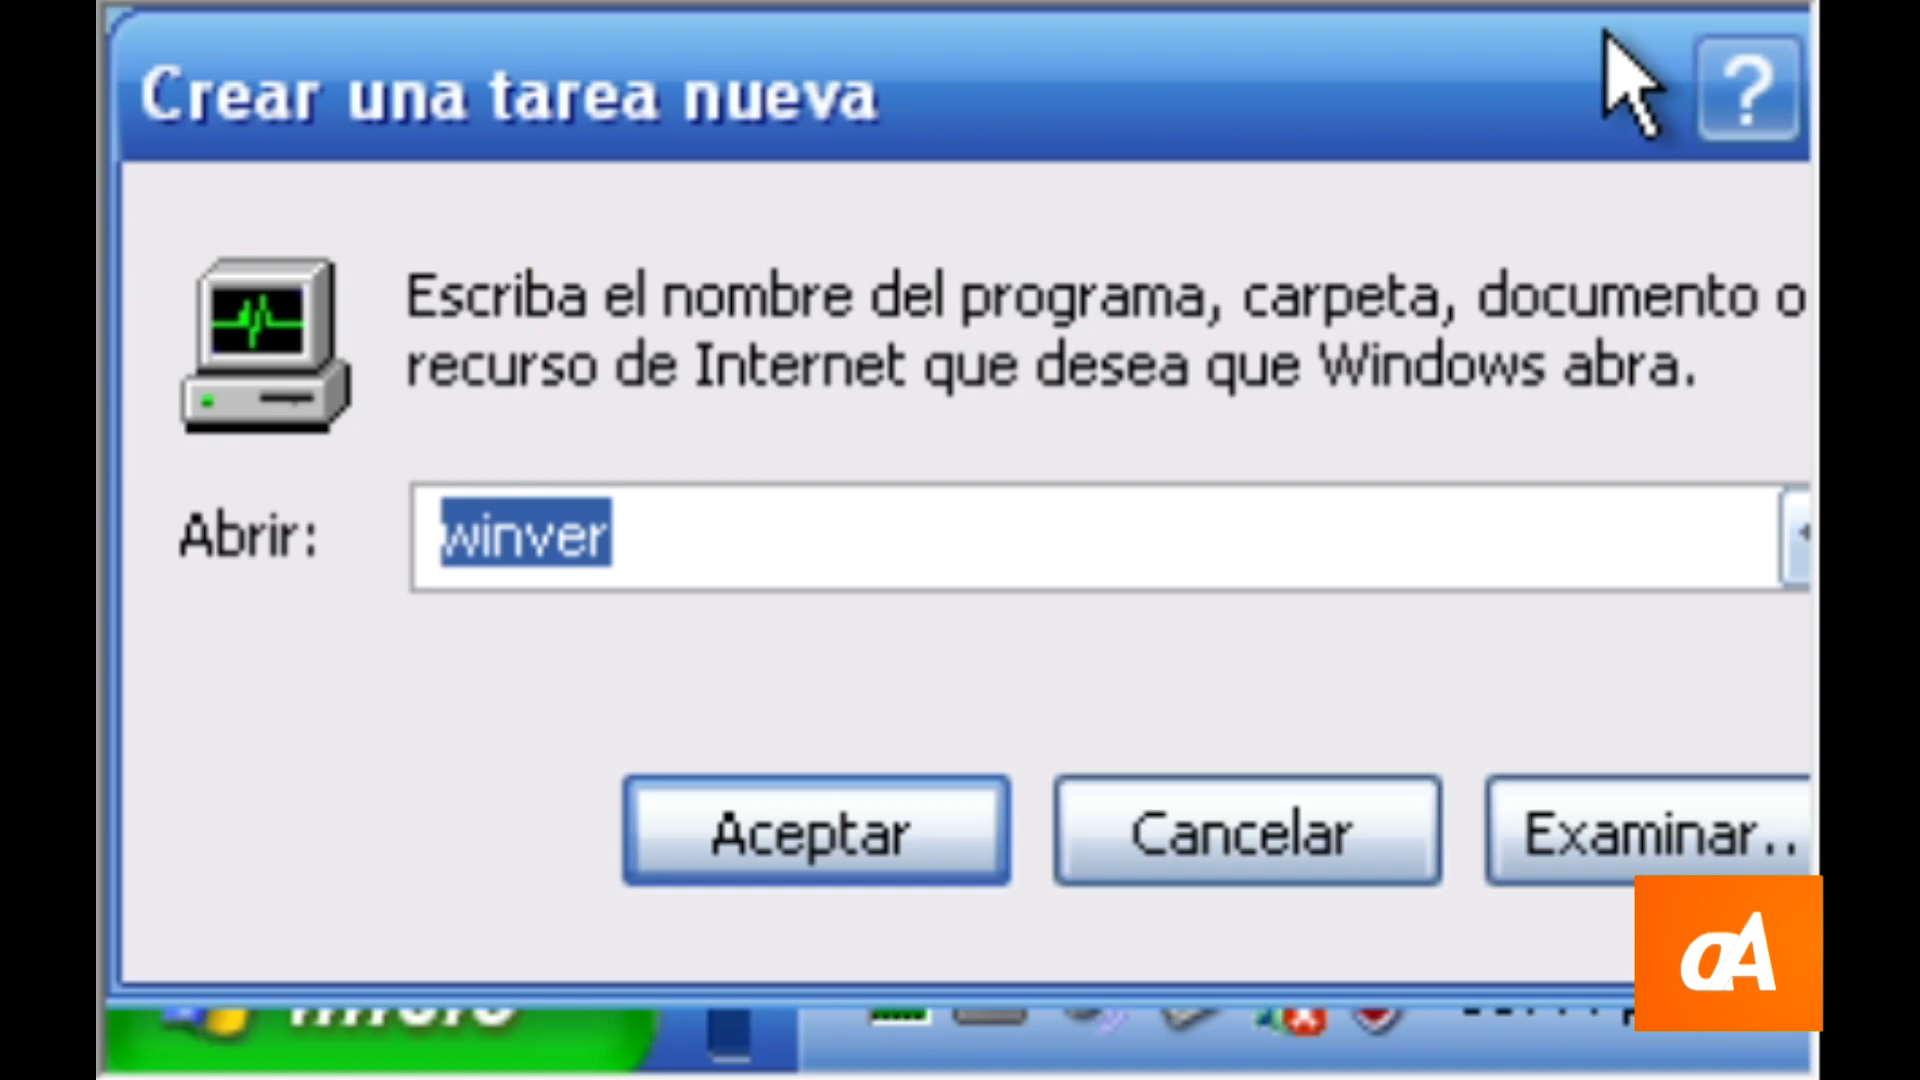 Crear una tarea nueva
?
Escriba el nombre del programa, carpeta, documento o
recurso de Internet que desea que Windows abra.
Abrir: winver
Aceptar Cancelar Examinar..
aA